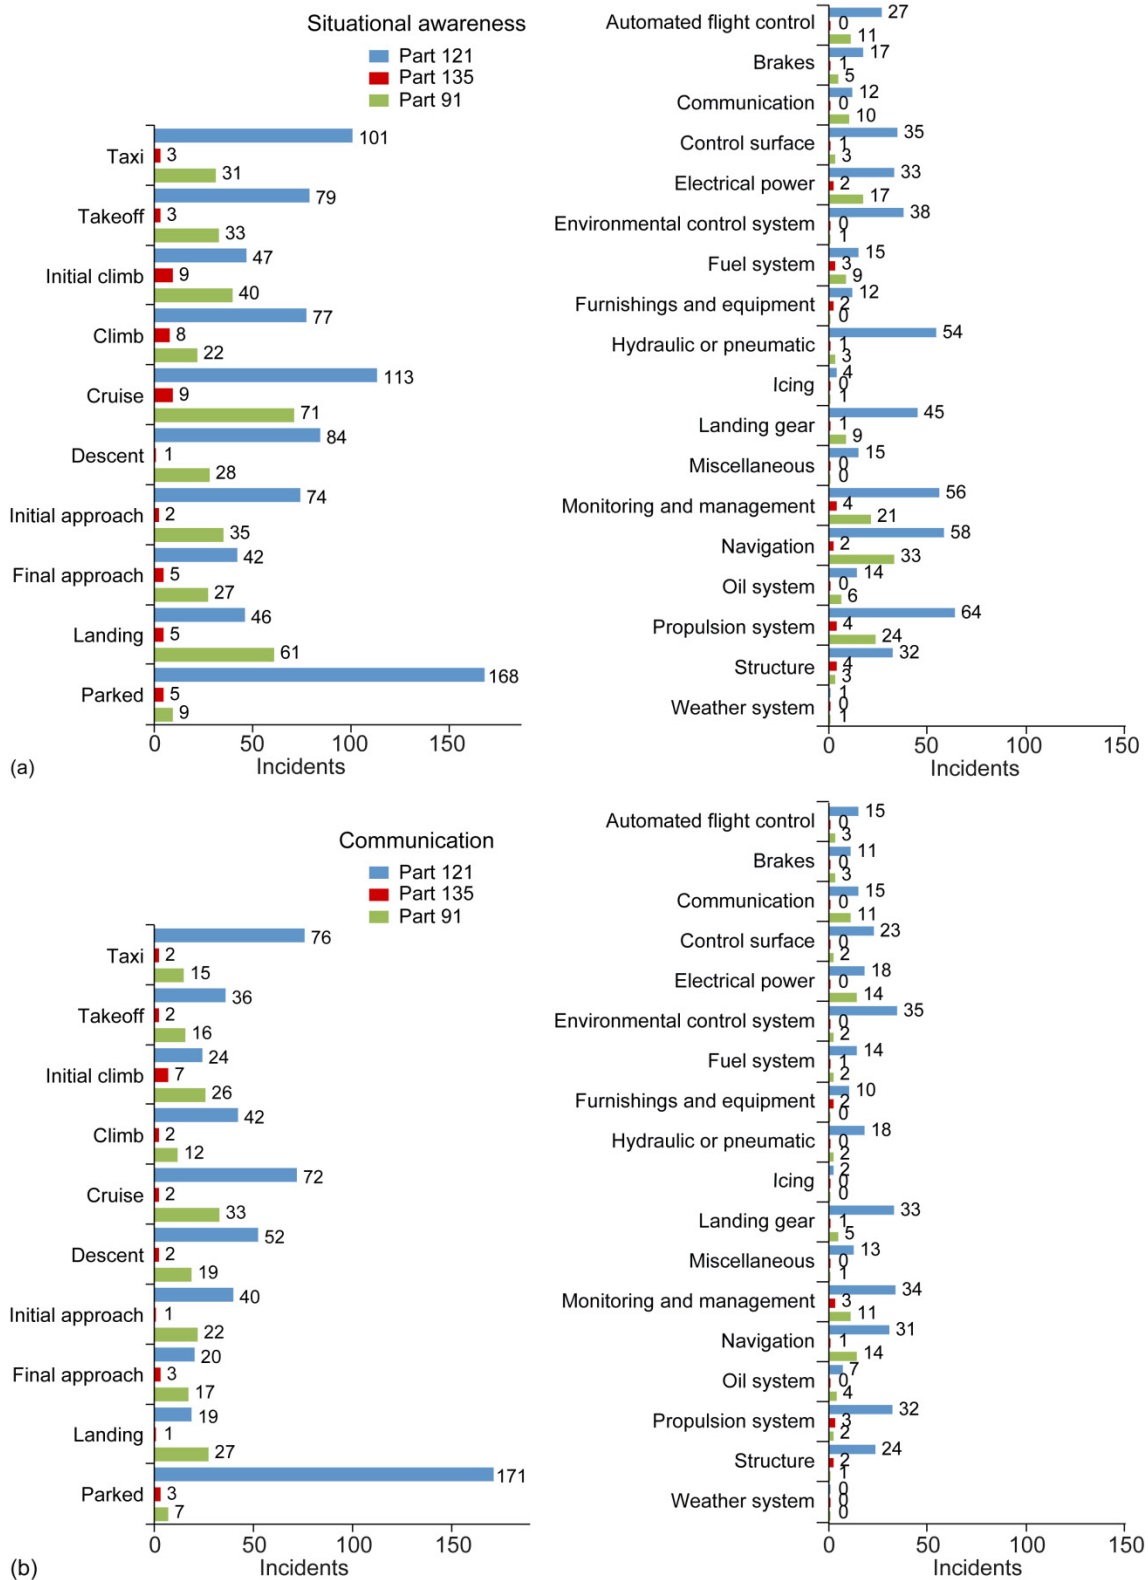 Situational awareness
Part 121
Part 135
Part 91
Taxi
101
3
31
Takeoff
79
3
33
Initial climb
47
9
40
Climb
77
8
22
Cruise
113
9
71
Descent
84
1
28
Initial approach
74
2
35
Final approach
42
5
27
Landing
46
5
61
Parked
168
5
9
0 50 100 150
Incidents
(a)
Automated flight control
27
0
11
Brakes
17
1
5
Communication
12
0
10
Control surface
35
1
3
Electrical power
33
2
17
Environmental control system
38
0
1
Fuel system
15
3
9
Furnishings and equipment
12
2
0
Hydraulic or pneumatic
54
1
3
Icing
4
0
1
Landing gear
45
1
9
Miscellaneous
15
0
0
Monitoring and management
56
4
21
Navigation
58
2
33
Oil system
14
0
6
Propulsion system
64
4
24
Structure
32
4
3
Weather system
1
0
1
0 50 100 150
Incidents
Communication
Part 121
Part 135
Part 91
Taxi
76
2
15
Takeoff
36
2
16
Initial climb
24
7
26
Climb
42
2
12
Cruise
72
2
33
Descent
52
2
19
Initial approach
40
1
22
Final approach
20
3
17
Landing
19
1
27
Parked
171
3
7
0 50 100 150
Incidents
(b)
Automated flight control
15
0
3
Brakes
11
0
3
Communication
15
0
11
Control surface
23
0
2
Electrical power
18
0
14
Environmental control system
35
0
2
Fuel system
14
1
2
Furnishings and equipment
10
2
0
Hydraulic or pneumatic
18
0
2
Icing
2
0
0
Landing gear
33
1
5
Miscellaneous
13
0
1
Monitoring and management
34
3
11
Navigation
31
1
14
Oil system
7
0
4
Propulsion system
32
3
2
Structure
24
2
1
Weather system
0
0
0
0 50 100 150
Incidents